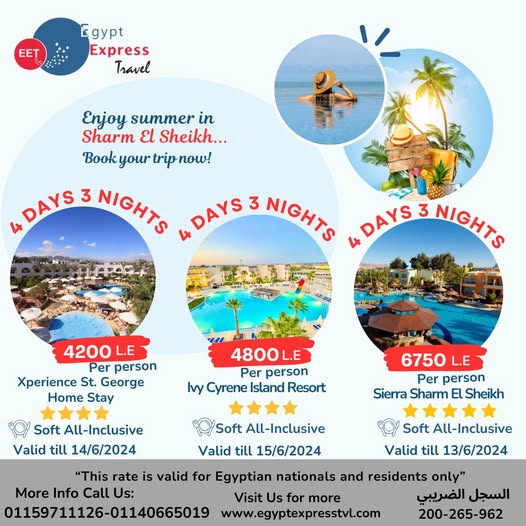 EET
Egypt
Express
Travel
Enjoy summer in
Sharm El Sheikh...
Book your trip now!
4 DAYS 3 NIGHTS
4200 L.E
Per person
Xperience St. George
Home Stay
Soft All-Inclusive
Valid till 14/6/2024
4 DAYS 3 NIGHTS
4800 L.E
Per person
Ivy Cyrene Island Resort
Soft All-Inclusive
Valid till 15/6/2024
4 DAYS 3 NIGHTS
6750 L.E
Per person
Sierra Sharm El Sheikh
Soft All-Inclusive
Valid till 13/6/2024
“This rate is valid for Egyptian nationals and residents only”
More Info Call Us:
01159711126-01140665019
Visit Us for more
www.egyptexpresstvl.com
السجل الضريبي
200-265-962